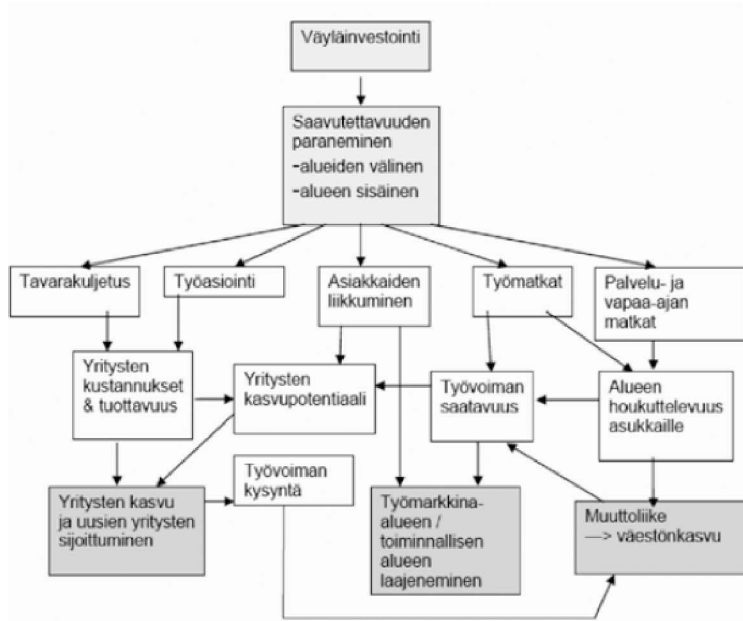 Väyläinvestointi
Saavutettavuuden
paraneminen
-alueiden välinen
-alueen sisäinen
Tavarakuljetus
Työasiointi
Asiakkaiden
liikkuminen
Työmatkat
Palvelu- ja
vapaa-ajan
matkat
Yritysten
kustannukset
& tuottavuus
Yritysten
kasvupotentiaali
Työvoiman
saatavuus
Alueen
houkuttelevuus
asukkaille
Yritysten kasvu
ja uusien yritysten
sijoittuminen
Työvoiman
kysyntä
Työmarkkina-
alueen /
toiminnallisen
alueen
laajeneminen
Muuttoliike
—> väestönkasvu